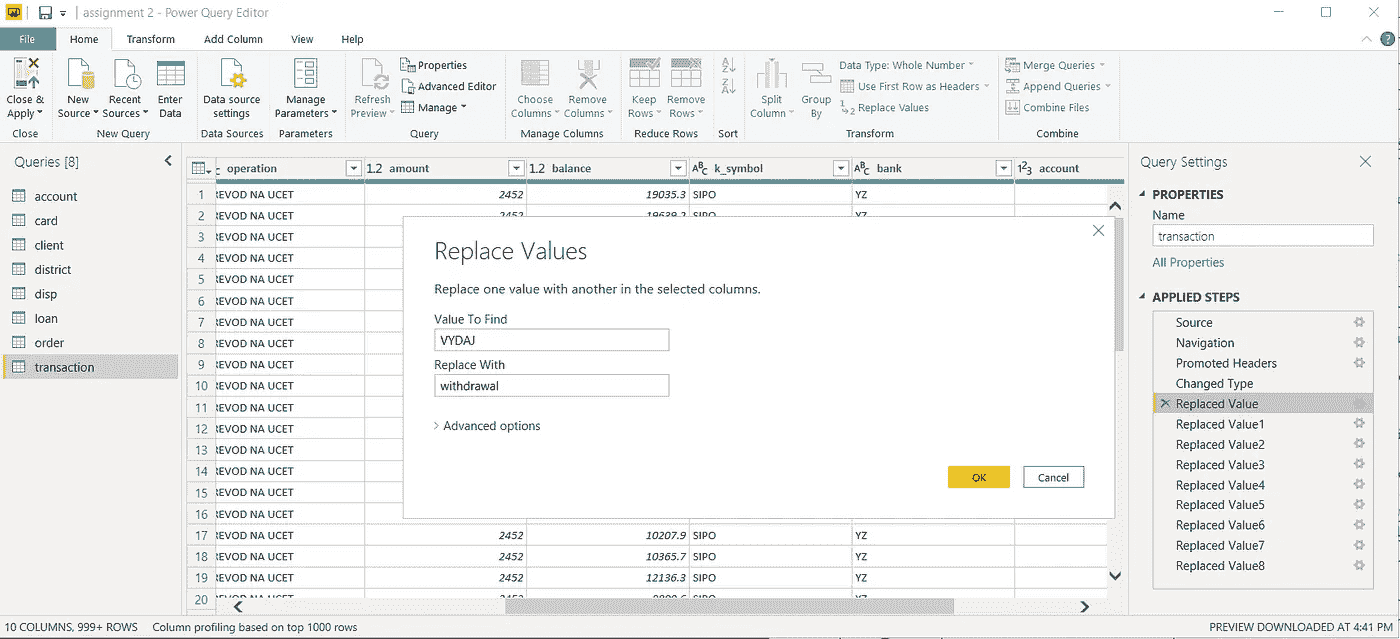 assignment 2 - Power Query Editor
File Home Transform Add Column View Help
Close & Apply
New Source
Recent Sources
Enter Data
Data source settings
Manage Parameters
Refresh Preview
Properties
Advanced Editor
Manage
Choose Columns
Remove Columns
Keep Rows
Remove Rows
Split Column
Group By
Data Type: Whole Number
Use First Row as Headers
Replace Values
Merge Queries
Append Queries
Combine Files
Close New Query Data Sources Parameters Query Manage Columns Reduce Rows Sort Transform Combine
Queries [8]
account
card
client
district
disp
loan
order
transaction
operation 1.2 amount 1.2 balance ABC k_symbol ABC bank 123 account
1 REVOD NA UCET 2452 19035.3 SIPO YZ
2 REVOD NA UCET 2452 19639.2 SIPO YZ
3 REVOD NA UCET
4 REVOD NA UCET
5 REVOD NA UCET
6 REVOD NA UCET
7 REVOD NA UCET
8 REVOD NA UCET
9 REVOD NA UCET
10 REVOD NA UCET
11 REVOD NA UCET
12 REVOD NA UCET
13 REVOD NA UCET
14 REVOD NA UCET
15 REVOD NA UCET
16 REVOD NA UCET
17 REVOD NA UCET 2452 10207.9 SIPO YZ
18 REVOD NA UCET 2452 10365.7 SIPO YZ
19 REVOD NA UCET 2452 12136.3 SIPO YZ
20
Replace Values
Replace one value with another in the selected columns.
Value To Find
VYDAJ
Replace With
withdrawal
Advanced options
OK Cancel
Query Settings
PROPERTIES
Name
transaction
All Properties
APPLIED STEPS
Source
Navigation
Promoted Headers
Changed Type
Replaced Value
Replaced Value1
Replaced Value2
Replaced Value3
Replaced Value4
Replaced Value5
Replaced Value6
Replaced Value7
Replaced Value8
10 COLUMNS, 999+ ROWS Column profiling based on top 1000 rows
PREVIEW DOWNLOADED AT 4:41 PM